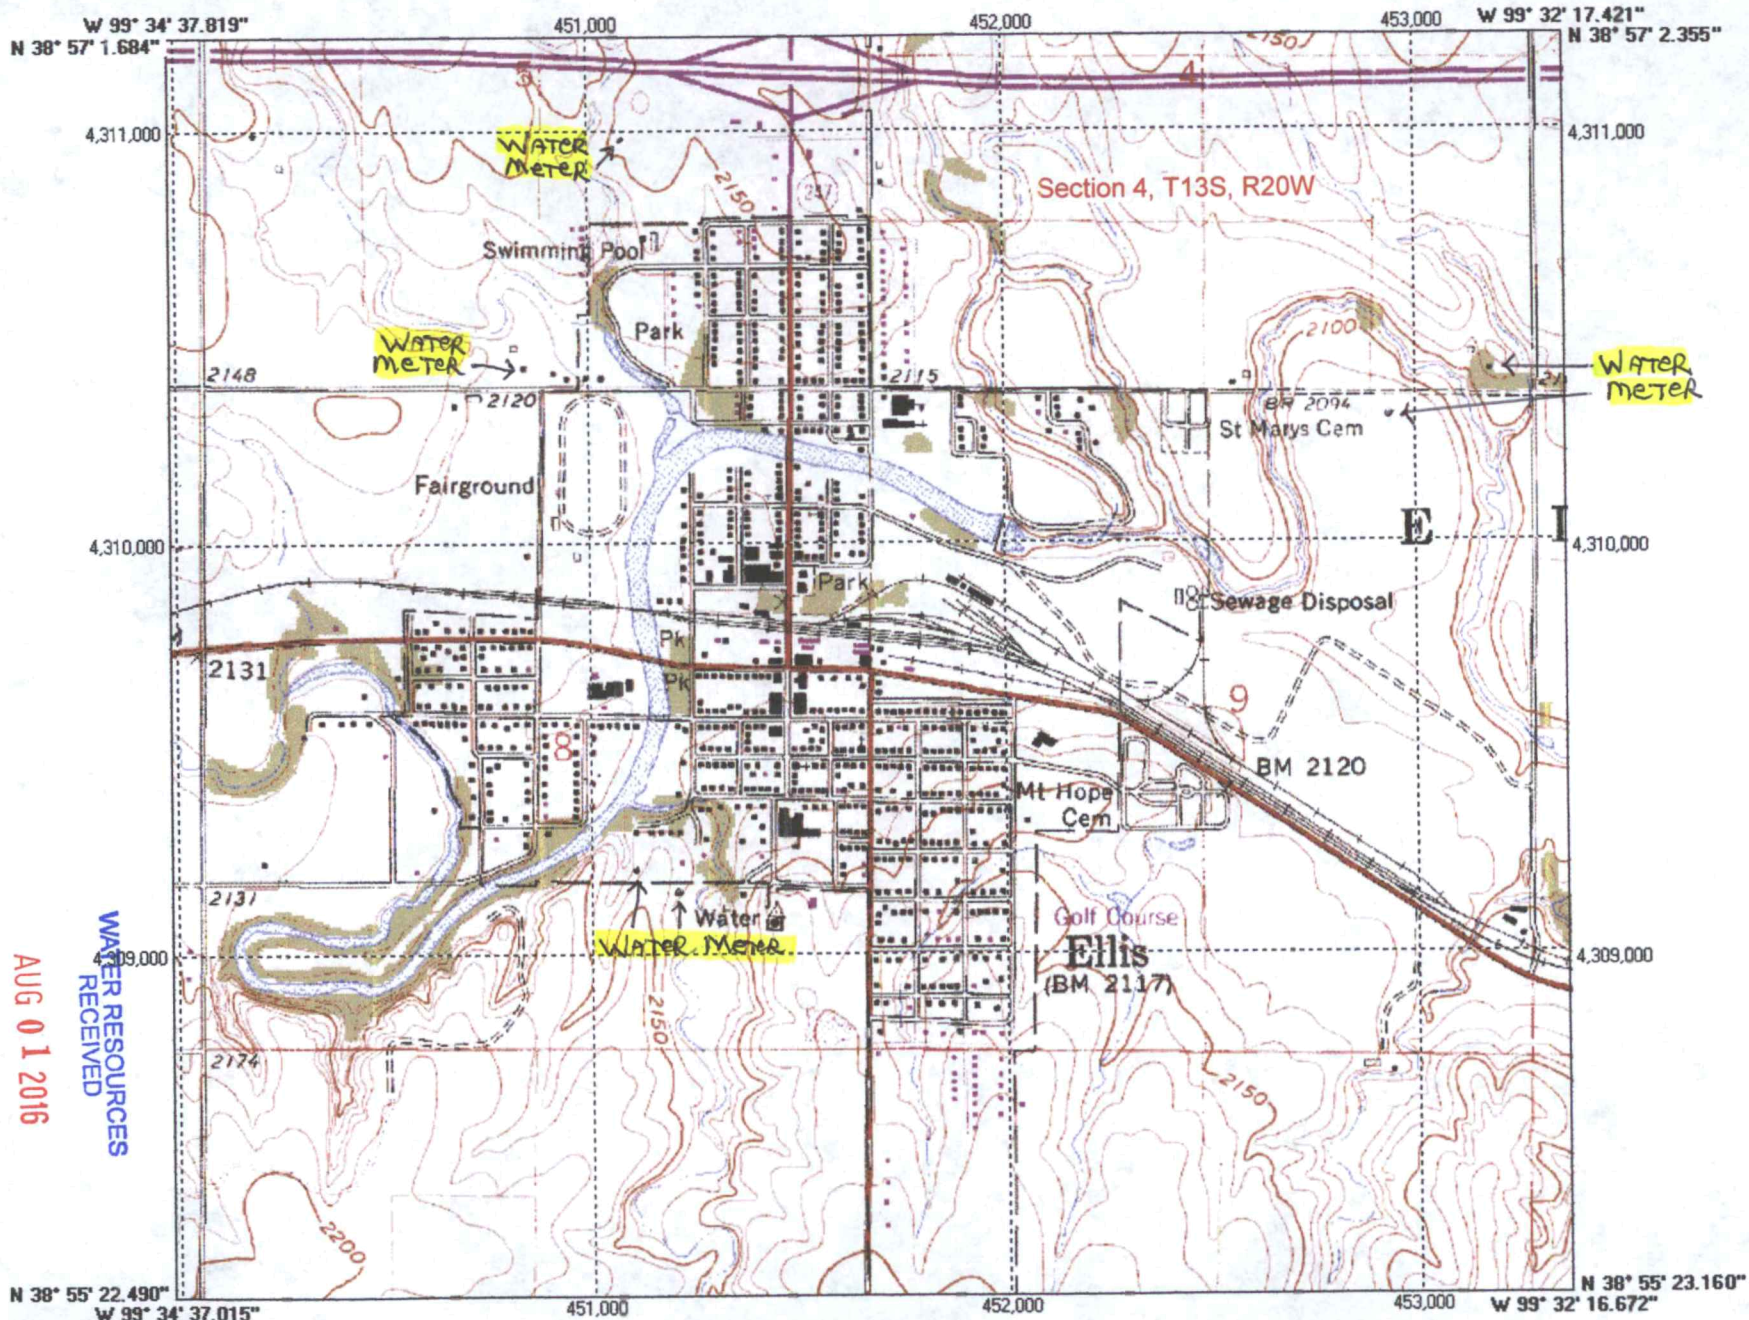 W 99° 34' 37.819"
451,000
452,000
453,000
W 99° 32' 17.421"
N 38° 57' 1.684"
N 38° 57' 2.355"
2150
5
4
4,311,000
4,311,000
WATER
METER
2150
247
Section 4, T13S, R20W
Swimming Pool
Park
2100
WATER
METER
WATER
METER
2148
2115
2120
BR 2094
St Marys Cem
Fairground
E
I
4,310,000
4,310,000
Park
Sewage Disposal
Pk
2131
Pk
9
8
BM 2120
Mt Hope
Cem
2131
Water
WATER METER
Golf Course
Ellis
(BM 2117)
4,309,000
4,309,000
WATER RESOURCES
RECEIVED
AUG 01 2016
2150
2174
2150
2200
N 38° 55' 22.490"
N 38° 55' 23.160"
W 99° 34' 37.015"
451,000
452,000
453,000
W 99° 32' 16.672"